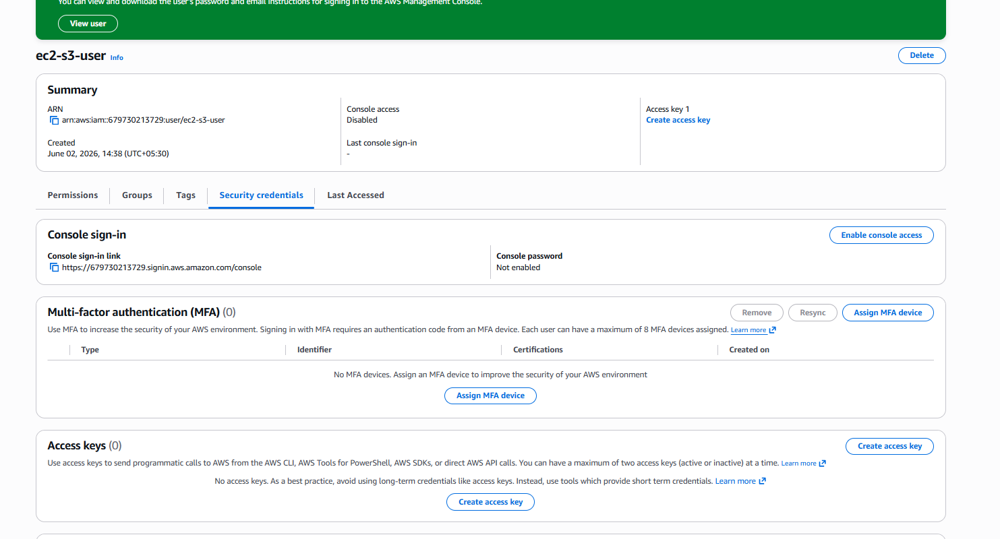 You can view and download the user's password and email instructions for signing in to the AWS Management Console.
View user
ec2-s3-user Info
Delete
Summary
ARN
arn:aws:iam::679730213729:user/ec2-s3-user
Created
June 02, 2026, 14:38 (UTC+05:30)
Console access
Disabled
Last console sign-in
-
Access key 1
Create access key
Permissions
Groups
Tags
Security credentials
Last Accessed
Console sign-in
Enable console access
Console sign-in link
https://679730213729.signin.aws.amazon.com/console
Console password
Not enabled
Multi-factor authentication (MFA) (0)
Remove
Resync
Assign MFA device
Use MFA to increase the security of your AWS environment. Signing in with MFA requires an authentication code from an MFA device. Each user can have a maximum of 8 MFA devices assigned. Learn more
Type
Identifier
Certifications
Created on
No MFA devices. Assign an MFA device to improve the security of your AWS environment
Assign MFA device
Access keys (0)
Create access key
Use access keys to send programmatic calls to AWS from the AWS CLI, AWS Tools for PowerShell, AWS SDKs, or direct AWS API calls. You can have a maximum of two access keys (active or inactive) at a time. Learn more
No access keys. As a best practice, avoid using long-term credentials like access keys. Instead, use tools which provide short term credentials. Learn more
Create access key